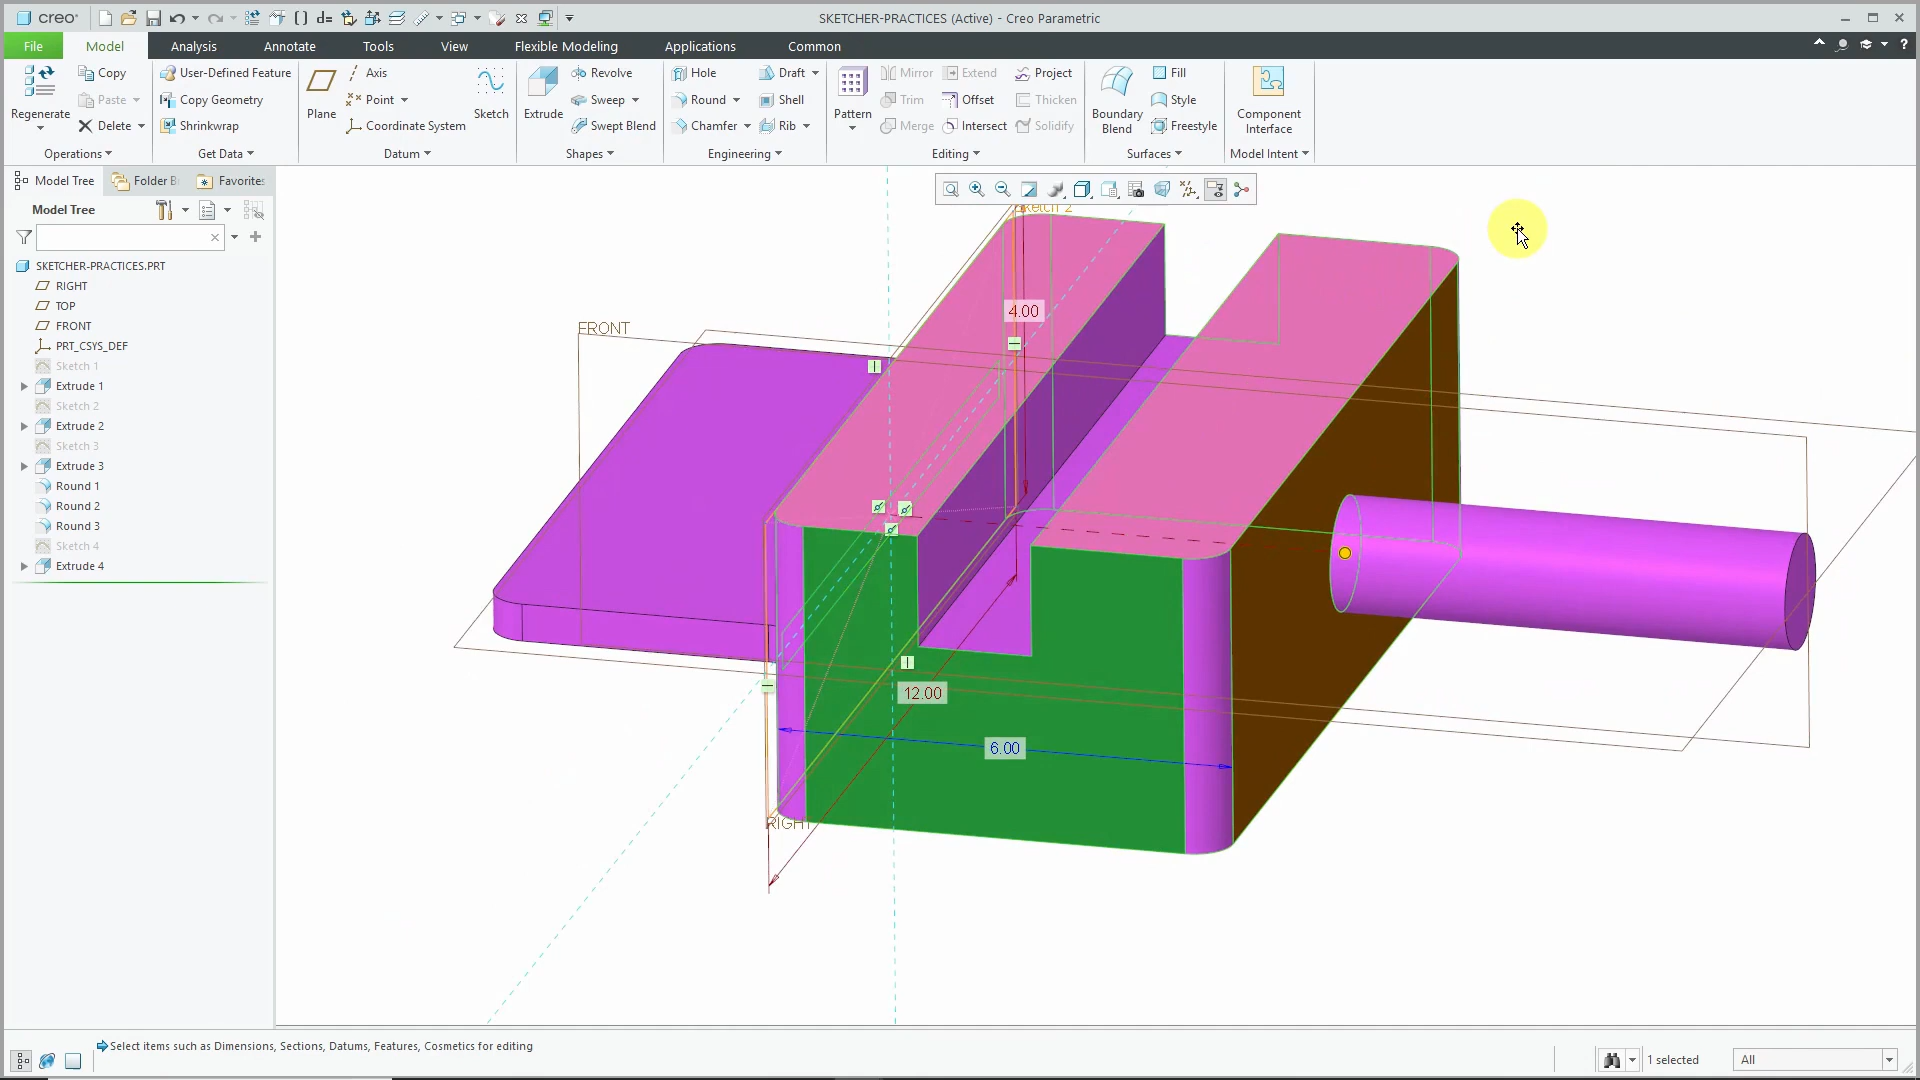 creo d= SKETCHER-PRACTICES (Active) - Creo Parametric
File Model Analysis Annotate Tools View Flexible Modeling Applications Common ?
Regenerate Copy Paste Delete
Operations
User-Defined Feature
Copy Geometry
Shrinkwrap
Get Data
Plane Axis Point Coordinate System Sketch
Datum
Extrude Revolve Sweep Swept Blend
Shapes
Hole Draft
Round Shell
Chamfer Rib
Engineering
Pattern Mirror Extend Project
Trim Offset Thicken
Merge Intersect Solidify
Editing
Boundary Blend Fill Style Freestyle
Surfaces
Component Interface
Model Intent
Model Tree Folder B Favorites
Model Tree
SKETCHER-PRACTICES.PRT
RIGHT
TOP
FRONT
PRT_CSYS_DEF
Sketch 1
Extrude 1
Sketch 2
Extrude 2
Sketch 3
Extrude 3
Round 1
Round 2
Round 3
Sketch 4
Extrude 4
Sketch 2
4.00
FRONT
12.00
6.00
RIGHT
Select items such as Dimensions, Sections, Datums, Features, Cosmetics for editing
1 selected All